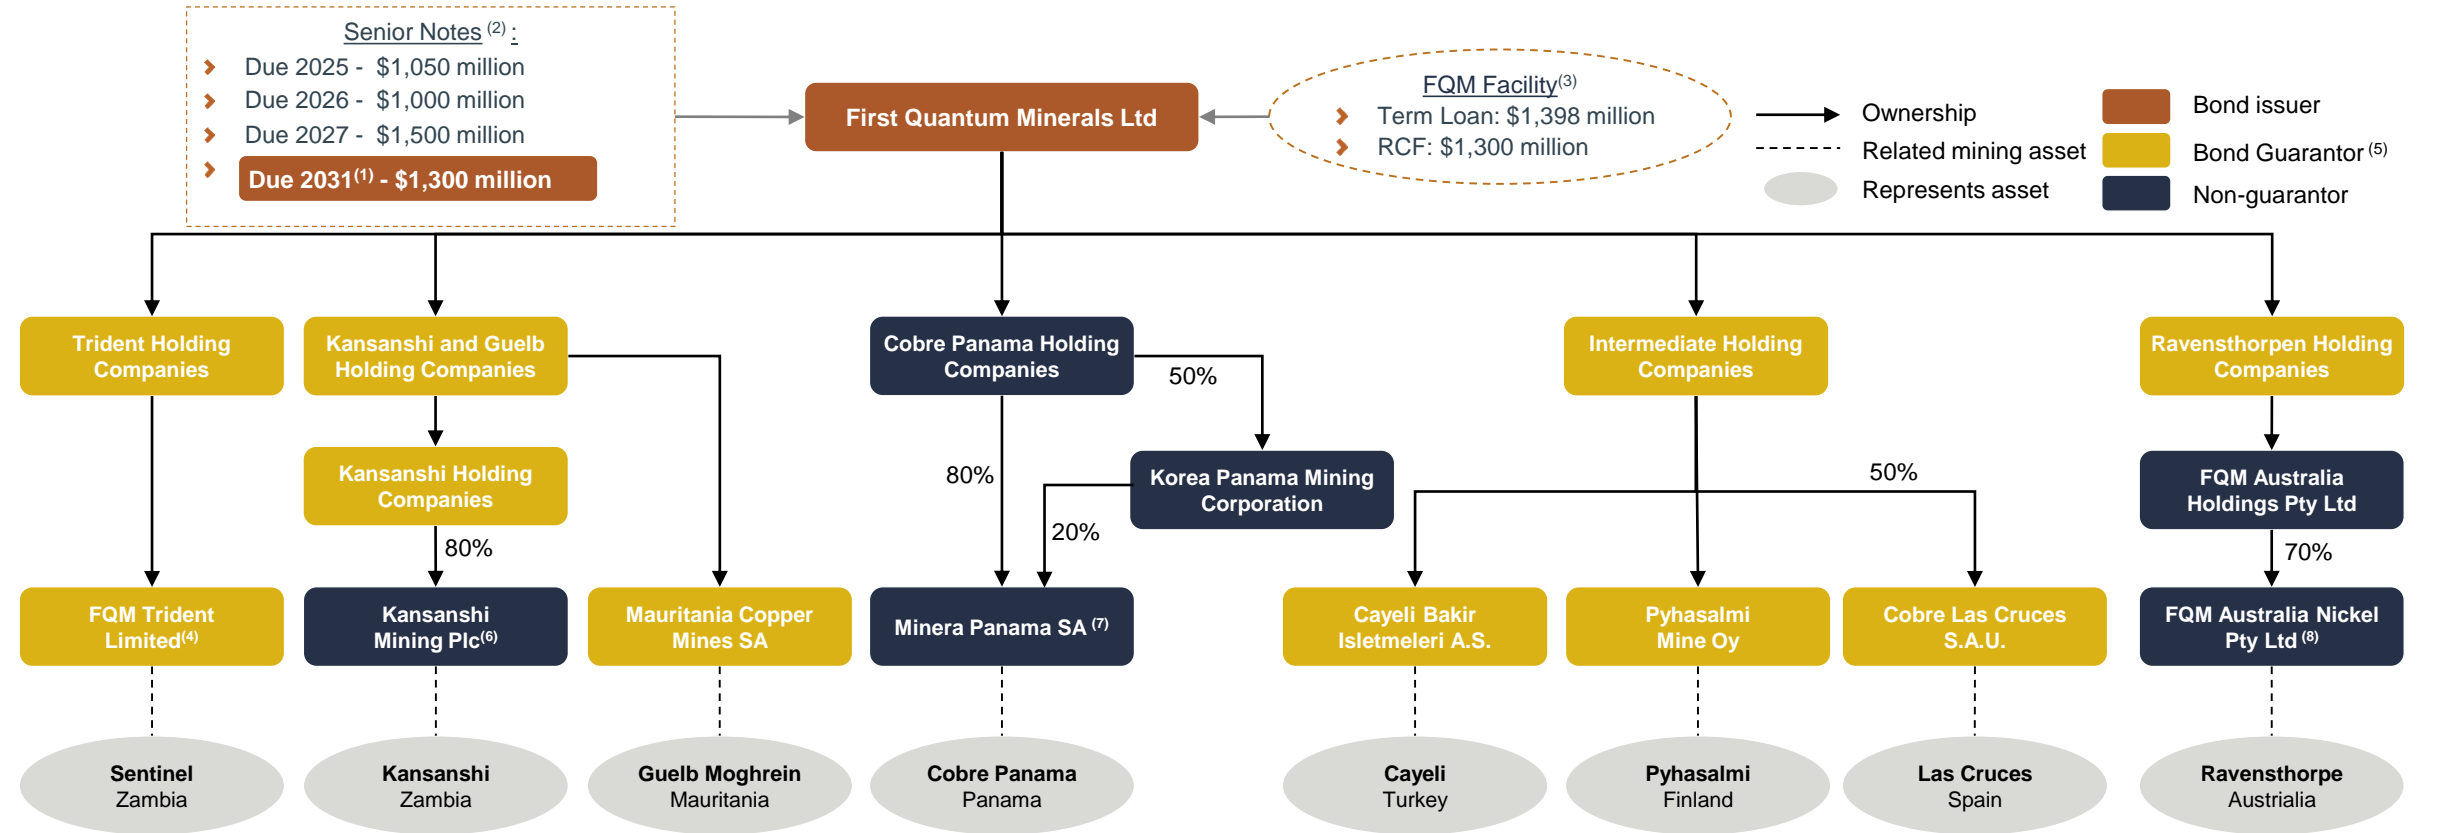 Senior Notes (2) :
Due 2025 - $1,050 million
Due 2026 - $1,000 million
Due 2027 - $1,500 million
Due 2031(1) - $1,300 million
First Quantum Minerals Ltd
FQM Facility(3)
Term Loan: $1,398 million
RCF: $1,300 million
Ownership
Related mining asset
Represents asset
Bond issuer
Bond Guarantor (5)
Non-guarantor
Trident Holding
Companies
Kansanshi and Guelb
Holding Companies
Cobre Panama Holding
Companies
Intermediate Holding
Companies
Ravensthorpen Holding
Companies
50%
Kansanshi Holding
Companies
80%
Korea Panama Mining
Corporation
50%
FQM Australia
Holdings Pty Ltd
80%
20%
70%
FQM Trident
Limited(4)
Kansanshi
Mining Plc(6)
Mauritania Copper
Mines SA
Minera Panama SA (7)
Cayeli Bakir
Isletmeleri A.S.
Pyhasalmi
Mine Oy
Cobre Las Cruces
S.A.U.
FQM Australia Nickel
Pty Ltd (8)
Sentinel
Zambia
Kansanshi
Zambia
Guelb Moghrein
Mauritania
Cobre Panama
Panama
Cayeli
Turkey
Pyhasalmi
Finland
Las Cruces
Spain
Ravensthorpe
Austrialia